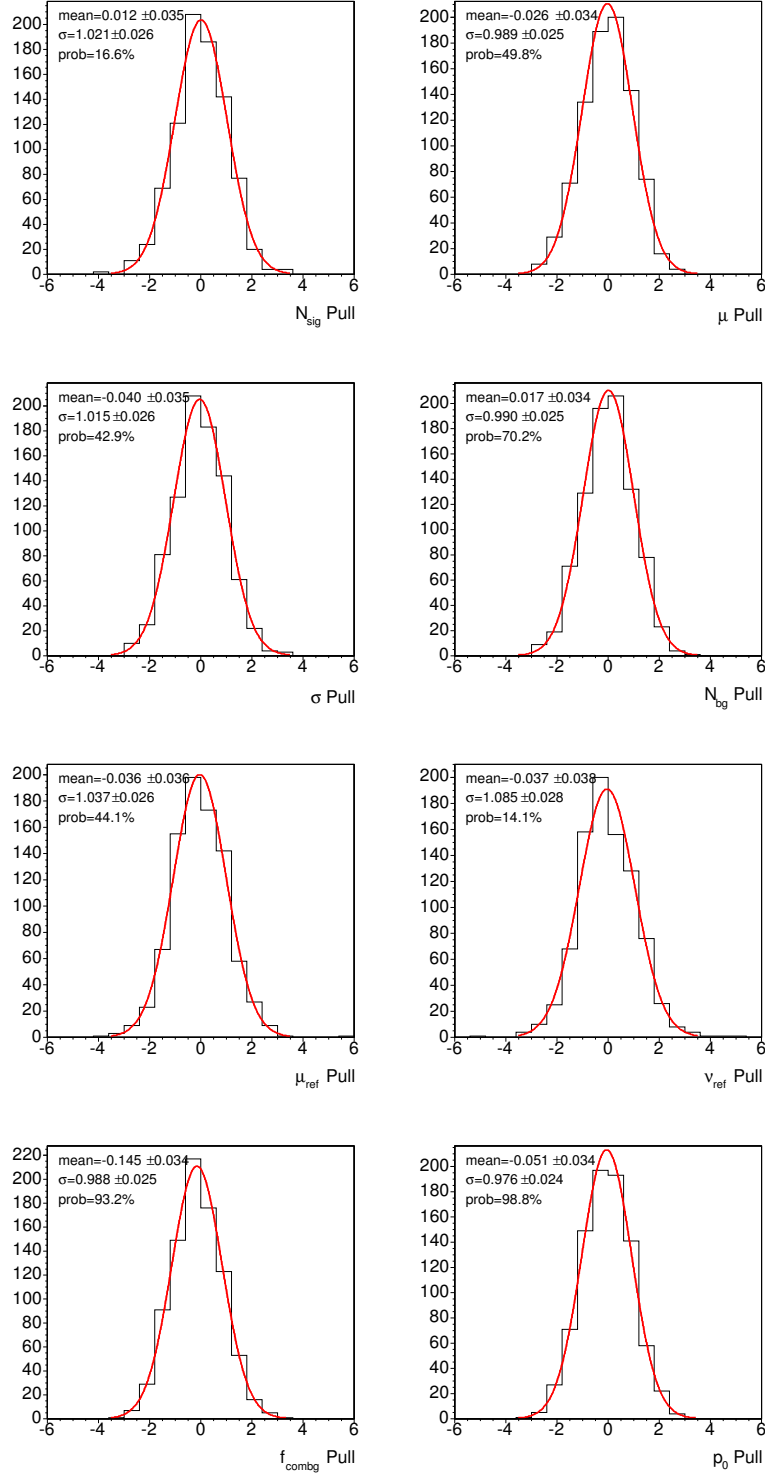 mean=0.012 ±0.035
σ=1.021±0.026
prob=16.6%
200
180
160
140
120
100
80
60
40
20
0
-6 -4 -2 0 2 4 6
N_sig Pull
mean=-0.026 ±0.034
σ=0.989±0.025
prob=49.8%
200
180
160
140
120
100
80
60
40
20
0
-6 -4 -2 0 2 4 6
μ Pull
mean=-0.040 ±0.035
σ=1.015±0.026
prob=42.9%
200
180
160
140
120
100
80
60
40
20
0
-6 -4 -2 0 2 4 6
σ Pull
mean=0.017 ±0.034
σ=0.990 ±0.025
prob=70.2%
200
180
160
140
120
100
80
60
40
20
0
-6 -4 -2 0 2 4 6
N_bg Pull
mean=-0.036 ±0.036
σ=1.037±0.026
prob=44.1%
200
180
160
140
120
100
80
60
40
20
0
-6 -4 -2 0 2 4 6
μ_ref Pull
mean=-0.037 ±0.038
σ=1.085±0.028
prob=14.1%
200
180
160
140
120
100
80
60
40
20
0
-6 -4 -2 0 2 4 6
ν_ref Pull
mean=-0.145 ±0.034
σ=0.988 ±0.025
prob=93.2%
220
200
180
160
140
120
100
80
60
40
20
0
-6 -4 -2 0 2 4 6
f_combg Pull
mean=-0.051 ±0.034
σ=0.976 ±0.024
prob=98.8%
200
180
160
140
120
100
80
60
40
20
0
-6 -4 -2 0 2 4 6
p_0 Pull